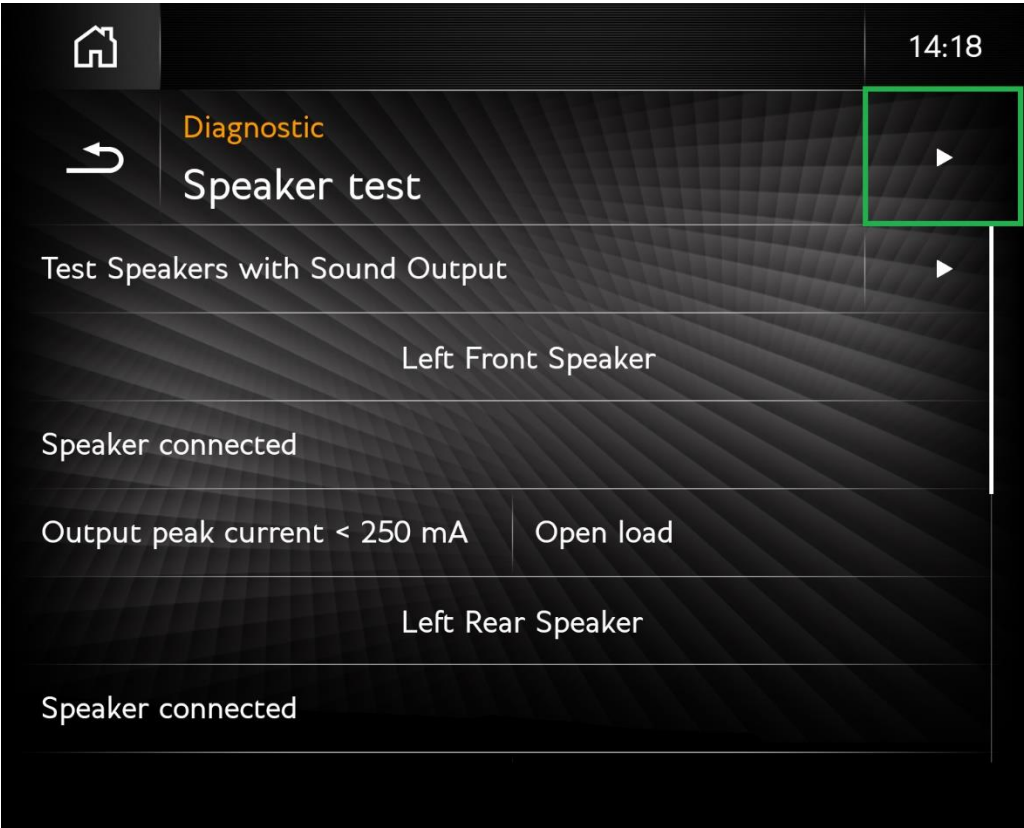 14:18
Diagnostic
Speaker test
Test Speakers with Sound Output
Left Front Speaker
Speaker connected
Output peak current < 250 mA Open load
Left Rear Speaker
Speaker connected